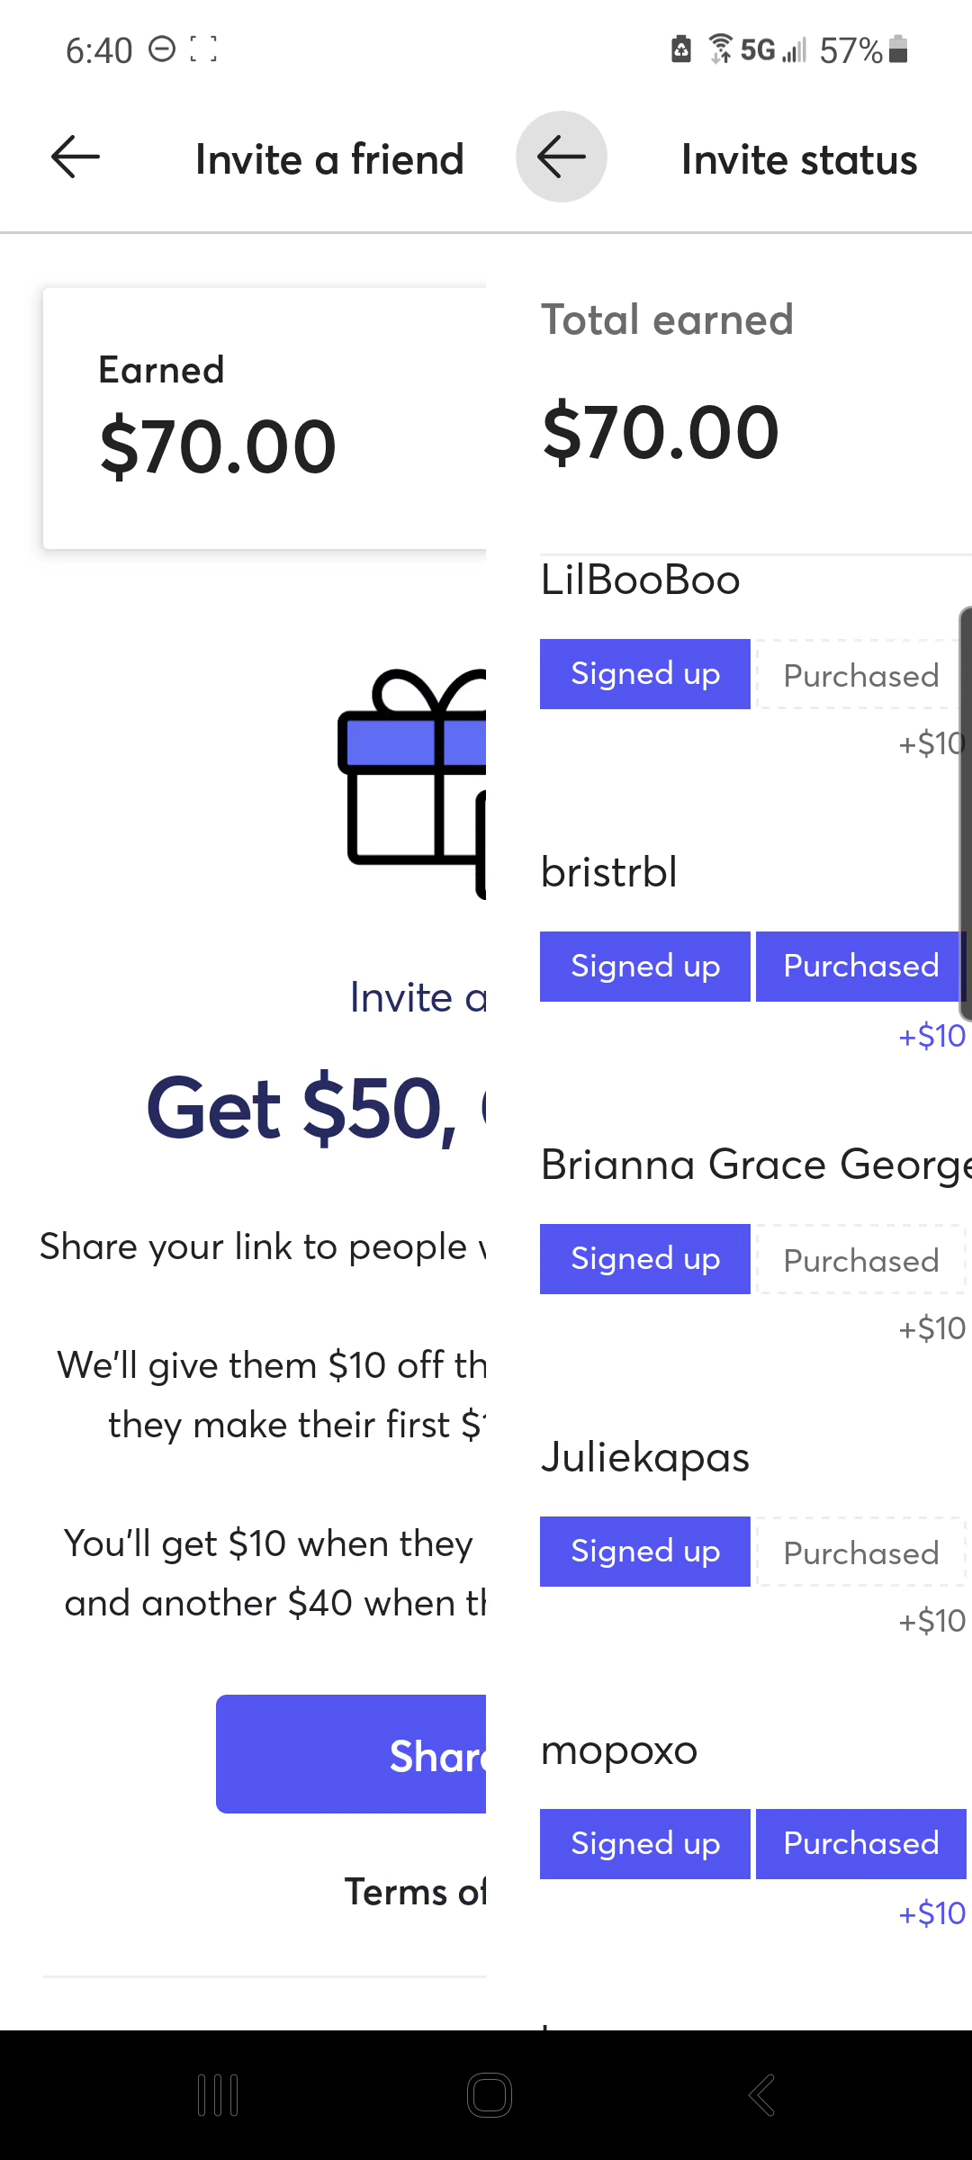 6:40 5G 57%
Invite a friend
Earned
$70.00
Invite a
Get $50,
Share your link to people
We'll give them $10 off th
they make their first
You'll get $10 when they
and another $40 when
Share
Terms of
Invite status
Total earned
$70.00
LilBooBoo
Signed up Purchased
+$10
bristrbl
Signed up Purchased
+$10
Brianna Grace George
Signed up Purchased
+$10
Juliekapas
Signed up Purchased
+$10
mopoxo
Signed up Purchased
+$10